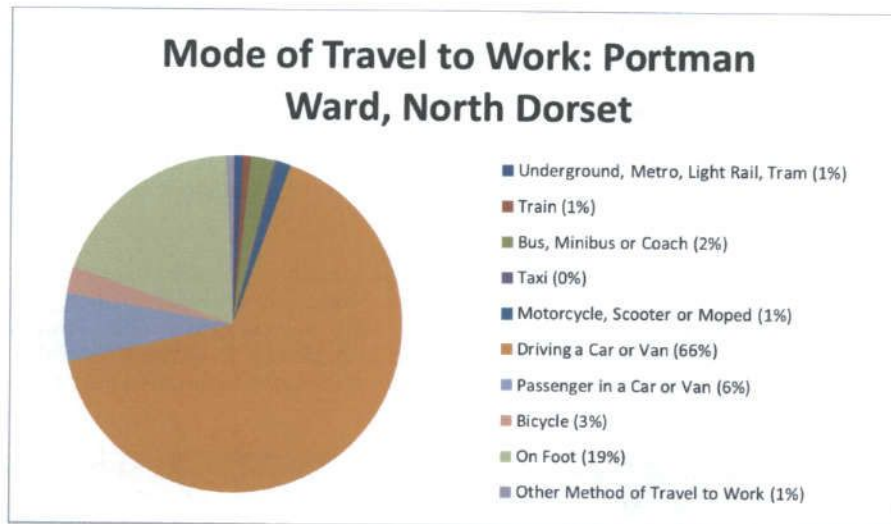 Mode of Travel to Work: Portman
Ward, North Dorset
Underground, Metro, Light Rail, Tram (1%)
Train (1%)
Bus, Minibus or Coach (2%)
Taxi (0%)
Motorcycle, Scooter or Moped (1%)
Driving a Car or Van (66%)
Passenger in a Car or Van (6%)
Bicycle (3%)
On Foot (19%)
Other Method of Travel to Work (1%)